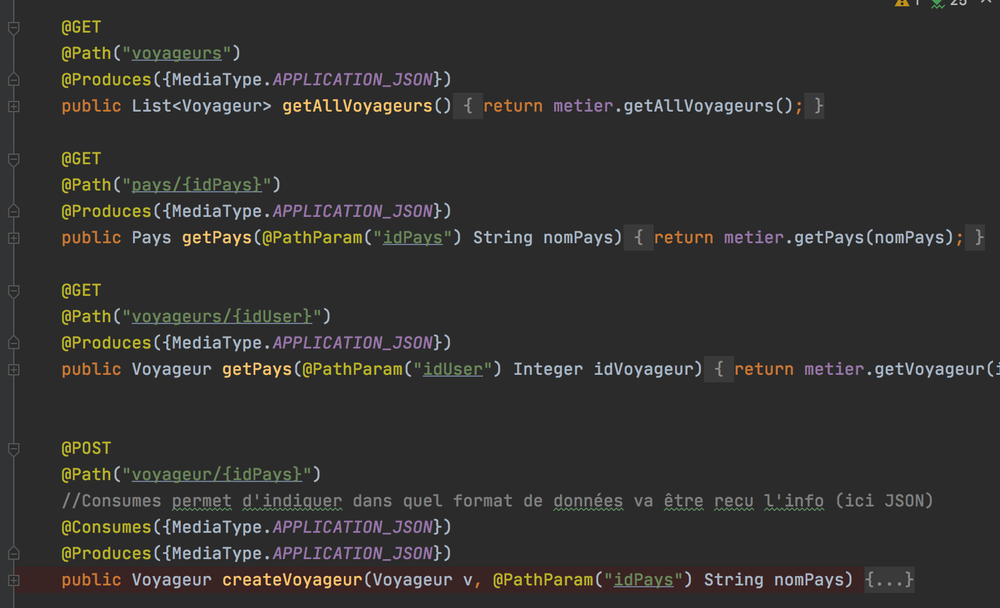 1 25
@GET
@Path("voyageurs")
@Produces({MediaType.APPLICATION_JSON})
public List<Voyageur> getAllVoyageurs() { return metier.getAllVoyageurs(); }
@GET
@Path("pays/{idPays}")
@Produces({MediaType.APPLICATION_JSON})
public Pays getPays(@PathParam("idPays") String nomPays) { return metier.getPays(nomPays); }
@GET
@Path("voyageurs/{idUser}")
@Produces({MediaType.APPLICATION_JSON})
public Voyageur getPays(@PathParam("idUser") Integer idVoyageur) { return metier.getVoyageur(i
@POST
@Path("voyageur/{idPays}")
//Consumes permet d'indiquer dans quel format de données va être recu l'info (ici JSON)
@Consumes({MediaType.APPLICATION_JSON})
@Produces({MediaType.APPLICATION_JSON})
public Voyageur createVoyageur(Voyageur v, @PathParam("idPays") String nomPays) {...}